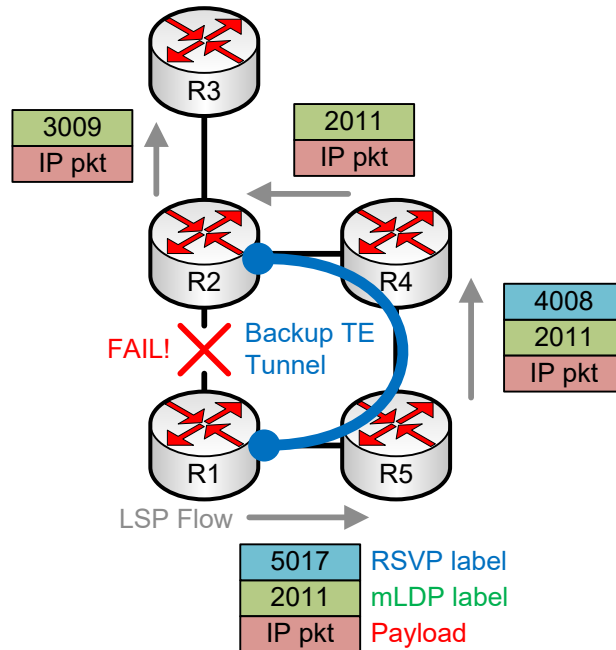 R3
3009
IP pkt
2011
IP pkt
R2
R4
FAIL!
Backup TE
Tunnel
4008
2011
IP pkt
R1
R5
LSP Flow
5017
RSVP label
2011
mLDP label
IP pkt
Payload